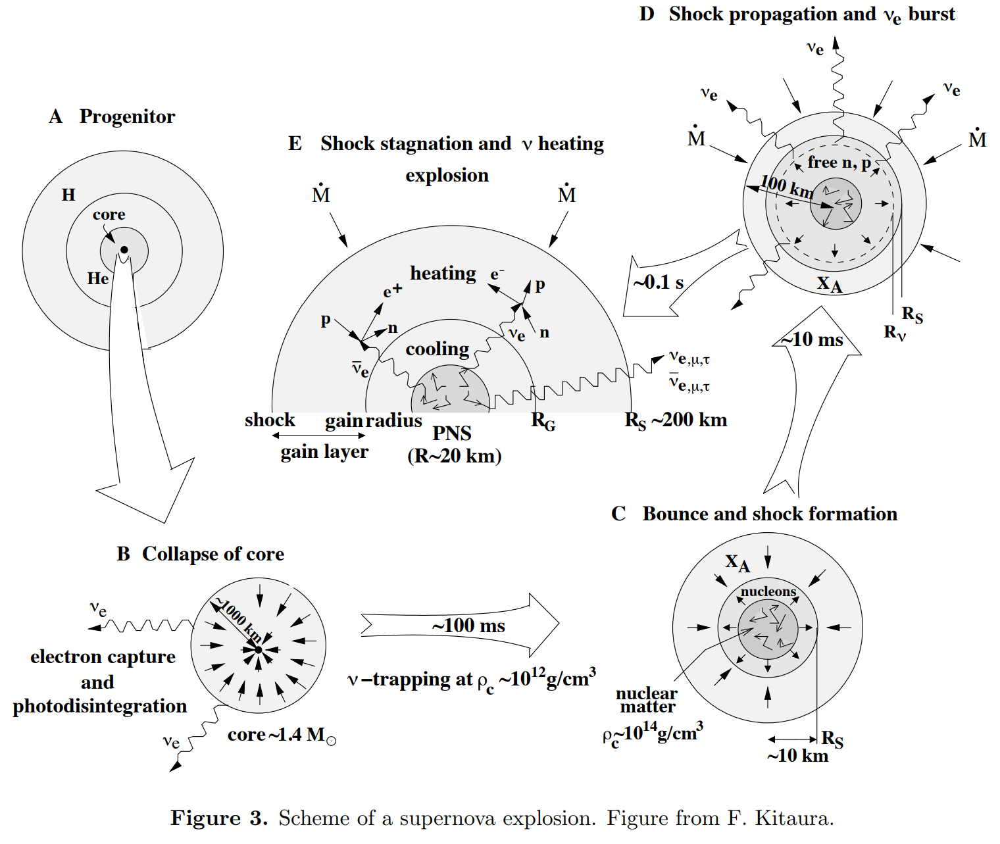 A Progenitor
H
core
He
B Collapse of core
νe
~1000 km
electron capture
and
photodisintegration
νe
core ~1.4 M⊙
~100 ms
ν−trapping at ρc ~10¹²g/cm³
C Bounce and shock formation
XA
nucleons
nuclear
matter
ρc~10¹⁴g/cm³
RS
~10 km
~10 ms
D Shock propagation and νe burst
νe
νe
νe
Ṁ
Ṁ
free n, p
100 km
XA
RS
Rν
~0.1 s
E Shock stagnation and ν heating
explosion
Ṁ
Ṁ
heating
e⁻
p
e+
p
n
νe
n
cooling
ν̄e
νe,μ,τ
ν̄e,μ,τ
shock
gain radius
RG
RS ~200 km
PNS
gain layer
(R~20 km)
Figure 3. Scheme of a supernova explosion. Figure from F. Kitaura.